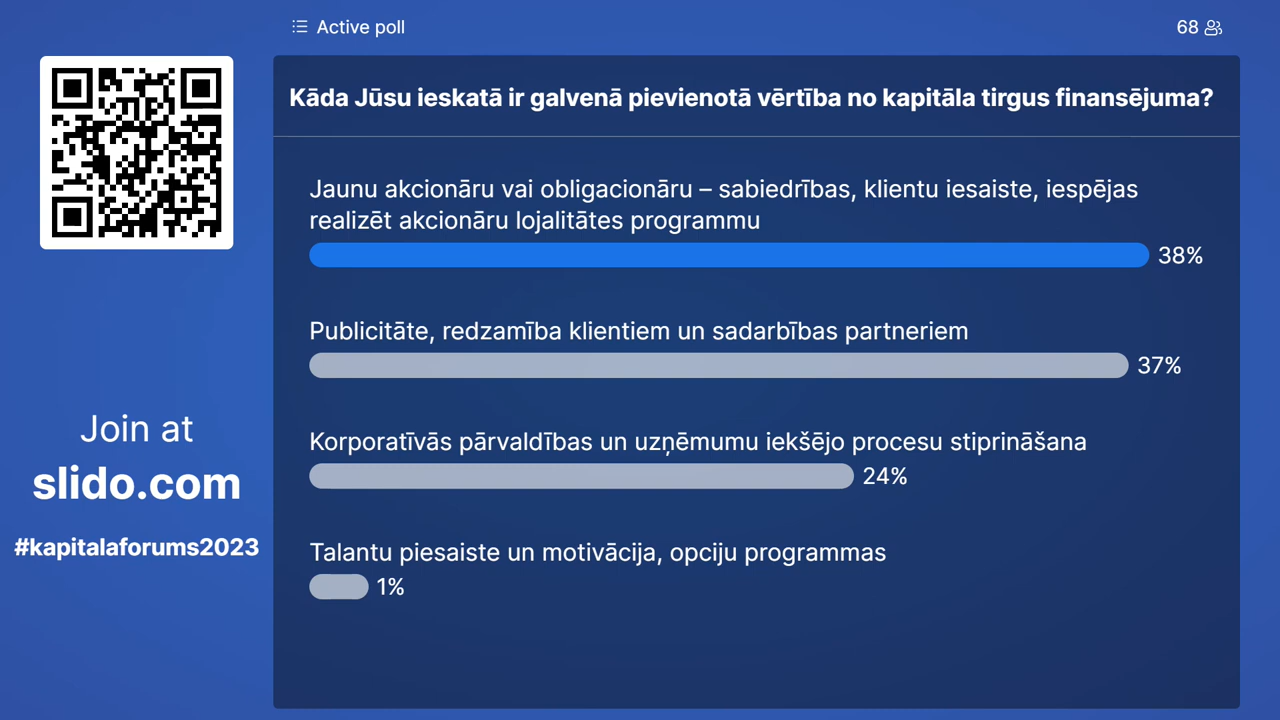 Active poll
68
Kāda Jūsu ieskatā ir galvenā pievienotā vērtība no kapitāla tirgus finansējuma?
Jaunu akcionāru vai obligacionāru – sabiedrības, klientu iesaiste, iespējas
realizēt akcionāru lojalitātes programmu
38%
Publicitāte, redzamība klientiem un sadarbības partneriem
37%
Korporatīvās pārvaldības un uzņēmumu iekšējo procesu stiprināšana
24%
Talantu piesaiste un motivācija, opciju programmas
1%
Join at
slido.com
#kapitalaforums2023